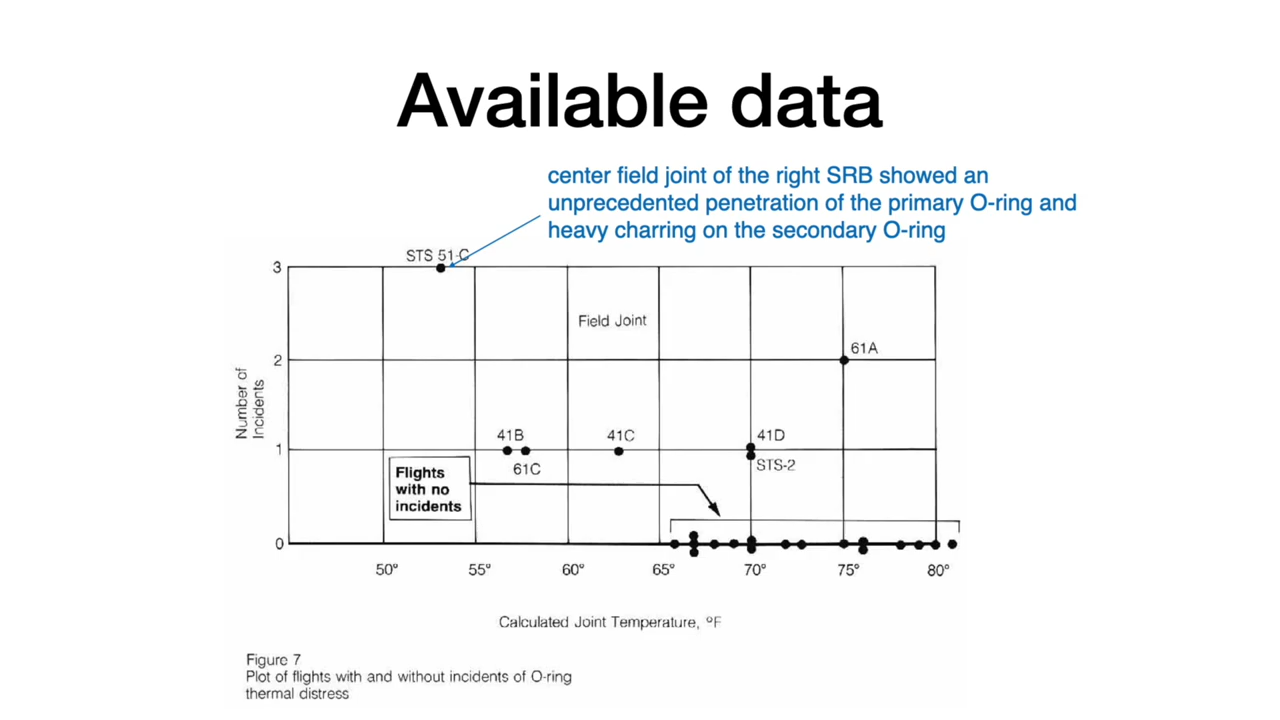 Available data
center field joint of the right SRB showed an
unprecedented penetration of the primary O-ring and
heavy charring on the secondary O-ring
STS 51-C
3
Field Joint
61A
2
Number of
Incidents
41B
41C
41D
1
61C
STS-2
Flights
with no
incidents
0
50° 55° 60° 65° 70° 75° 80°
Calculated Joint Temperature, °F
Figure 7
Plot of flights with and without incidents of O-ring
thermal distress